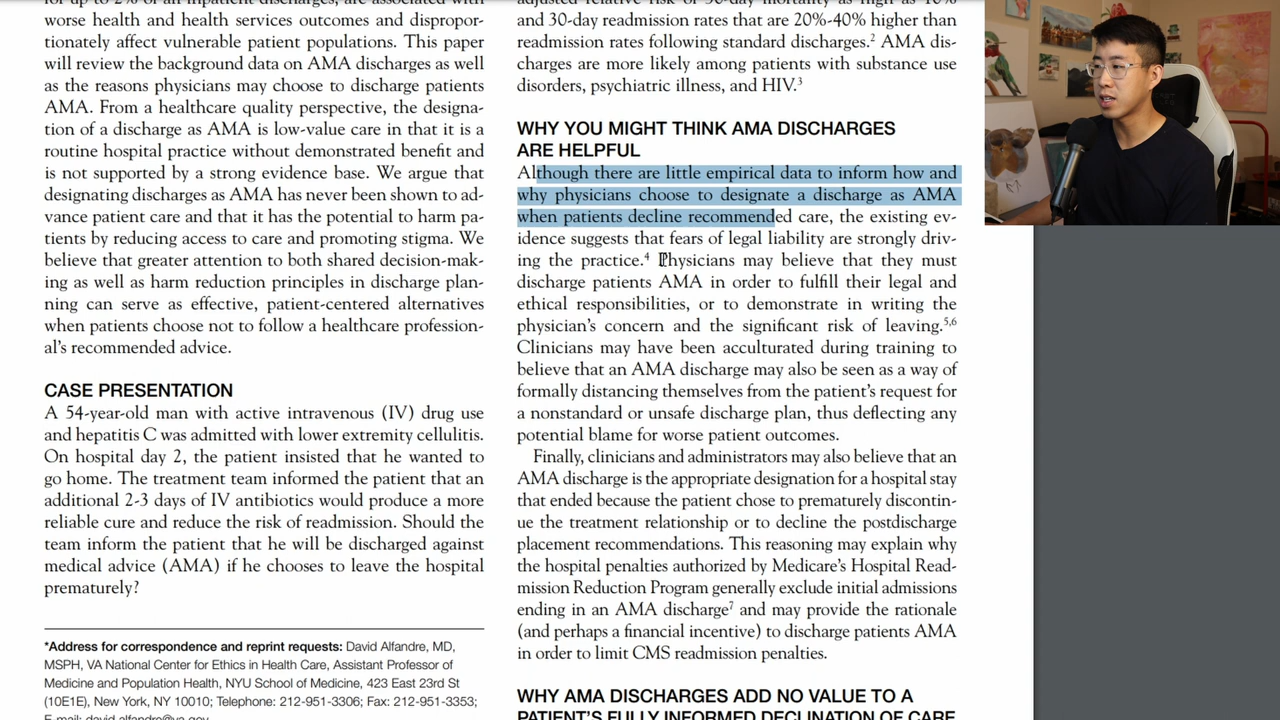 worse health and health services outcomes and dispropor-
tionately affect vulnerable patient populations. This paper
will review the background data on AMA discharges as well
as the reasons physicians may choose to discharge patients
AMA. From a healthcare quality perspective, the designa-
tion of a discharge as AMA is low-value care in that it is a
routine hospital practice without demonstrated benefit and
is not supported by a strong evidence base. We argue that
designating discharges as AMA has never been shown to ad-
vance patient care and that it has the potential to harm pa-
tients by reducing access to care and promoting stigma. We
believe that greater attention to both shared decision-mak-
ing as well as harm reduction principles in discharge plan-
ning can serve as effective, patient-centered alternatives
when patients choose not to follow a healthcare profession-
al's recommended advice.
CASE PRESENTATION
A 54-year-old man with active intravenous (IV) drug use
and hepatitis C was admitted with lower extremity cellulitis.
On hospital day 2, the patient insisted that he wanted to
go home. The treatment team informed the patient that an
additional 2-3 days of IV antibiotics would produce a more
reliable cure and reduce the risk of readmission. Should the
team inform the patient that he will be discharged against
medical advice (AMA) if he chooses to leave the hospital
prematurely?
*Address for correspondence and reprint requests: David Alfandre, MD,
MSPH, VA National Center for Ethics in Health Care, Assistant Professor of
Medicine and Population Health, NYU School of Medicine, 423 East 23rd St
(10E1E), New York, NY 10010; Telephone: 212-951-3306; Fax: 212-951-3353;
E-mail: david.alfandre@va.gov
and 30-day readmission rates that are 20%-40% higher than
readmission rates following standard discharges.2 AMA dis-
charges are more likely among patients with substance use
disorders, psychiatric illness, and HIV.3
WHY YOU MIGHT THINK AMA DISCHARGES
ARE HELPFUL
Although there are little empirical data to inform how and
why physicians choose to designate a discharge as AMA
when patients decline recommended care, the existing ev-
idence suggests that fears of legal liability are strongly driv-
ing the practice.4 Physicians may believe that they must
discharge patients AMA in order to fulfill their legal and
ethical responsibilities, or to demonstrate in writing the
physician's concern and the significant risk of leaving.5,6
Clinicians may have been acculturated during training to
believe that an AMA discharge may also be seen as a way of
formally distancing themselves from the patient's request for
a nonstandard or unsafe discharge plan, thus deflecting any
potential blame for worse patient outcomes.
Finally, clinicians and administrators may also believe that an
AMA discharge is the appropriate designation for a hospital stay
that ended because the patient chose to prematurely discontin-
ue the treatment relationship or to decline the postdischarge
placement recommendations. This reasoning may explain why
the hospital penalties authorized by Medicare's Hospital Read-
mission Reduction Program generally exclude initial admissions
ending in an AMA discharge7 and may provide the rationale
(and perhaps a financial incentive) to discharge patients AMA
in order to limit CMS readmission penalties.
WHY AMA DISCHARGES ADD NO VALUE TO A
PATIENT'S FULLY INFORMED DECLINATION OF CARE